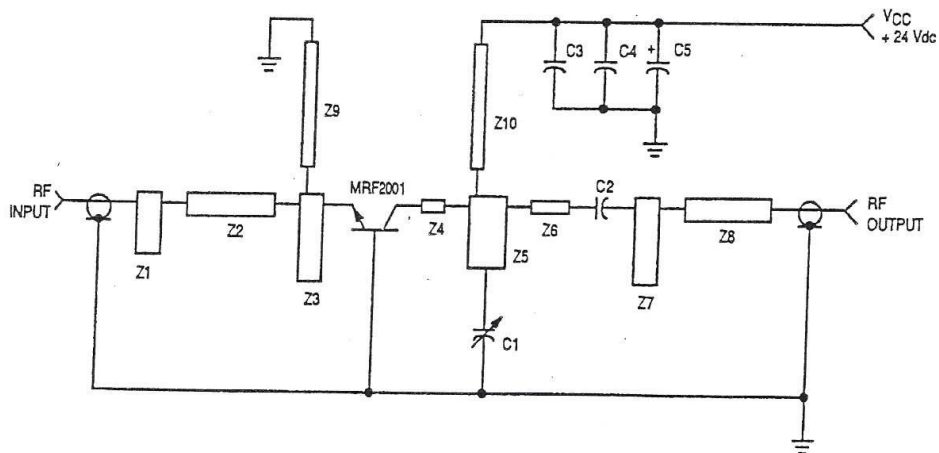 VCC
+ 24 Vdc
C3
C4
+
C5
Z9
Z10
RF
INPUT
MRF2001
C2
RF
OUTPUT
Z1
Z2
Z3
Z4
Z5
Z6
Z7
Z8
C1